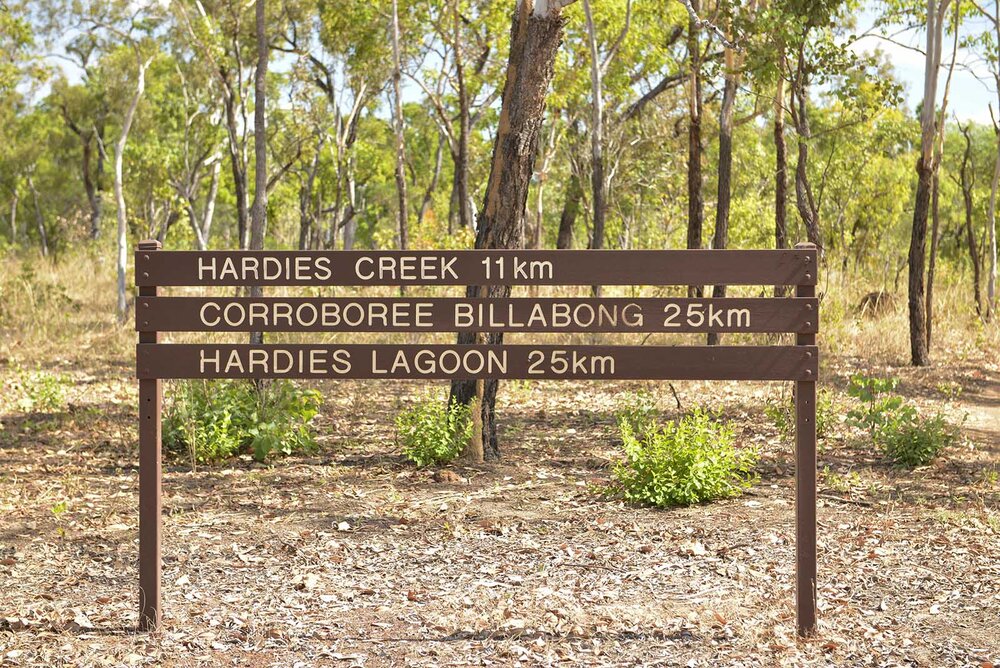 HARDIES CREEK 11km
CORROBOREE BILLABONG 25km
HARDIES LAGOON 25km